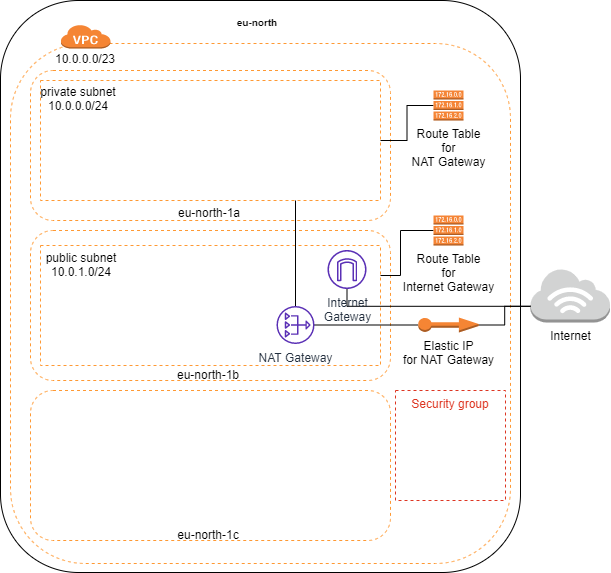 eu-north
VPC
10.0.0.0/23
private subnet
10.0.0.0/24
172.16.0.0
172.16.1.0
172.16.2.0
Route Table
for
NAT Gateway
eu-north-1a
public subnet
10.0.1.0/24
172.16.0.0
172.16.1.0
172.16.2.0
Route Table
for
Internet Gateway
Internet
Gateway
NAT Gateway
Elastic IP
for NAT Gateway
Internet
eu-north-1b
Security group
eu-north-1c